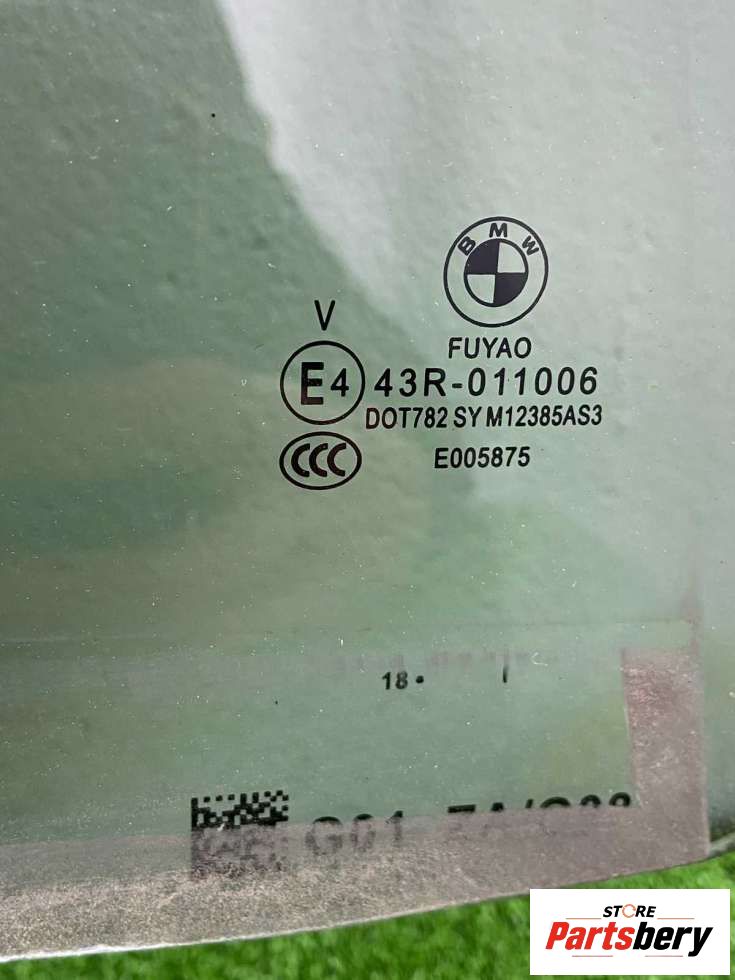 BMW
FUYAO
V
E4 43R-011006
DOT782 SY M12385AS3
CCC E005875
18 •
G01
STORE
Partsbery